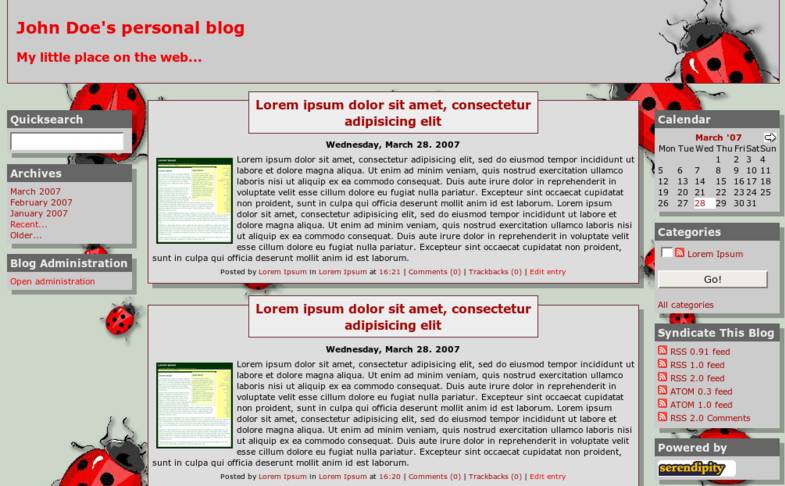 John Doe's personal blog
My little place on the web...
Quicksearch
Archives
March 2007
February 2007
January 2007
Recent...
Older...
Blog Administration
Open administration
Lorem ipsum dolor sit amet, consectetur
adipisicing elit
Wednesday, March 28. 2007
Lorem ipsum dolor sit amet, consectetur adipisicing elit, sed do eiusmod tempor incididunt ut
labore et dolore magna aliqua. Ut enim ad minim veniam, quis nostrud exercitation ullamco
laboris nisi ut aliquip ex ea commodo consequat. Duis aute irure dolor in reprehenderit in
voluptate velit esse cillum dolore eu fugiat nulla pariatur. Excepteur sint occaecat cupidatat
non proident, sunt in culpa qui officia deserunt mollit anim id est laborum. Lorem ipsum
dolor sit amet, consectetur adipisicing elit, sed do eiusmod tempor incididunt ut labore et
dolore magna aliqua. Ut enim ad minim veniam, quis nostrud exercitation ullamco laboris nisi
ut aliquip ex ea commodo consequat. Duis aute irure dolor in reprehenderit in voluptate velit
esse cillum dolore eu fugiat nulla pariatur. Excepteur sint occaecat cupidatat non proident,
sunt in culpa qui officia deserunt mollit anim id est laborum.
Posted by Lorem Ipsum in Lorem Ipsum at 16:21 | Comments (0) | Trackbacks (0) | Edit entry
Lorem ipsum dolor sit amet, consectetur
adipisicing elit
Wednesday, March 28. 2007
Lorem ipsum dolor sit amet, consectetur adipisicing elit, sed do eiusmod tempor incididunt ut
labore et dolore magna aliqua. Ut enim ad minim veniam, quis nostrud exercitation ullamco
laboris nisi ut aliquip ex ea commodo consequat. Duis aute irure dolor in reprehenderit in
voluptate velit esse cillum dolore eu fugiat nulla pariatur. Excepteur sint occaecat cupidatat
non proident, sunt in culpa qui officia deserunt mollit anim id est laborum. Lorem ipsum
dolor sit amet, consectetur adipisicing elit, sed do eiusmod tempor incididunt ut labore et
dolore magna aliqua. Ut enim ad minim veniam, quis nostrud exercitation ullamco laboris nisi
ut aliquip ex ea commodo consequat. Duis aute irure dolor in reprehenderit in voluptate velit
esse cillum dolore eu fugiat nulla pariatur. Excepteur sint occaecat cupidatat non proident,
sunt in culpa qui officia deserunt mollit anim id est laborum.
Posted by Lorem Ipsum in Lorem Ipsum at 16:20 | Comments (0) | Trackbacks (0) | Edit entry
Calendar
March '07
Mon Tue Wed Thu Fri Sat Sun
1 2 3 4
5 6 7 8 9 10 11
12 13 14 15 16 17 18
19 20 21 22 23 24 25
26 27 28 29 30 31
Categories
Lorem Ipsum
Go!
All categories
Syndicate This Blog
RSS 0.91 feed
RSS 1.0 feed
RSS 2.0 feed
ATOM 0.3 feed
ATOM 1.0 feed
RSS 2.0 Comments
Powered by
serendipity